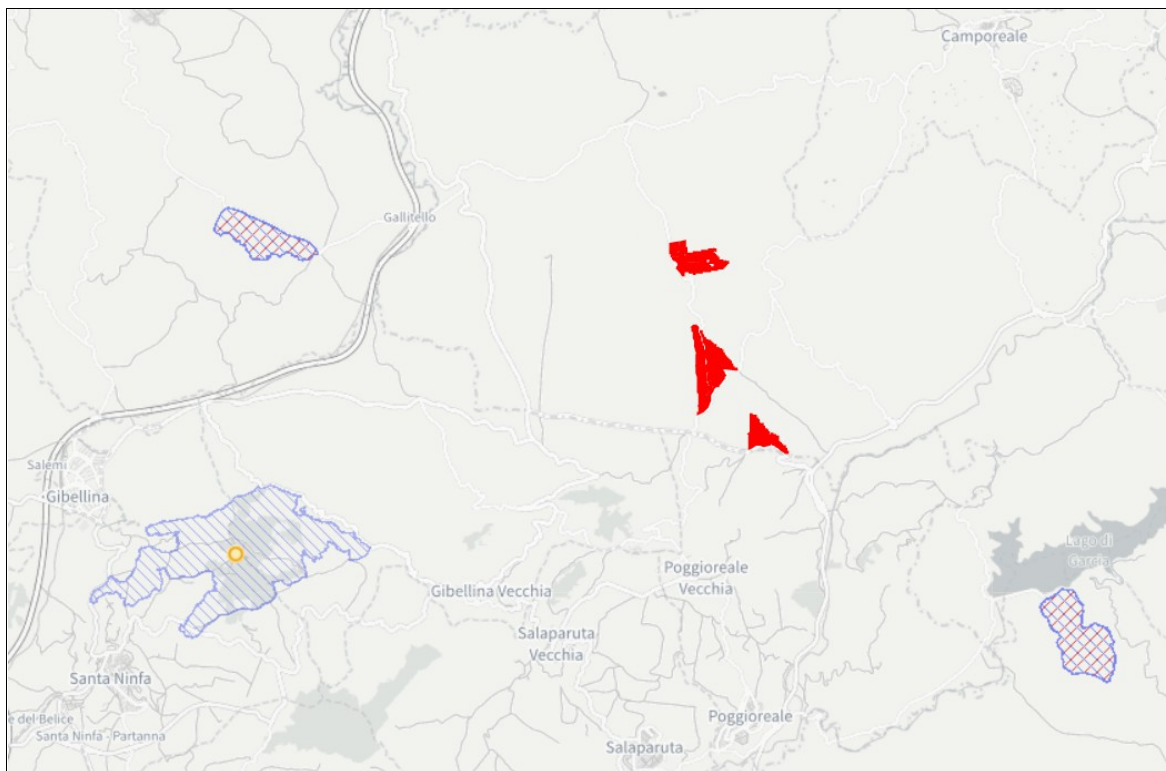 Camporeale
Gallitello
Salemi
Gibellina
Lago di
Garcia
Gibellina Vecchia
Poggioreale
Vecchia
Salaparuta
Vecchia
Santa Ninfa
e del Belice
Santa Ninfa - Partanna
Poggioreale
Salaparuta